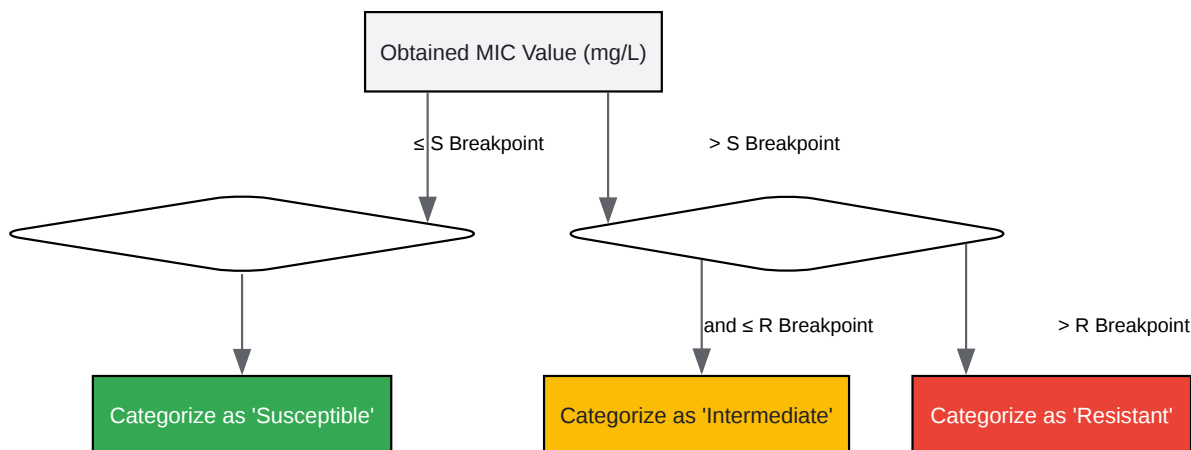 Obtained MIC Value (mg/L)
≤ S Breakpoint
> S Breakpoint
and ≤ R Breakpoint
> R Breakpoint
Categorize as 'Susceptible'
Categorize as 'Intermediate'
Categorize as 'Resistant'